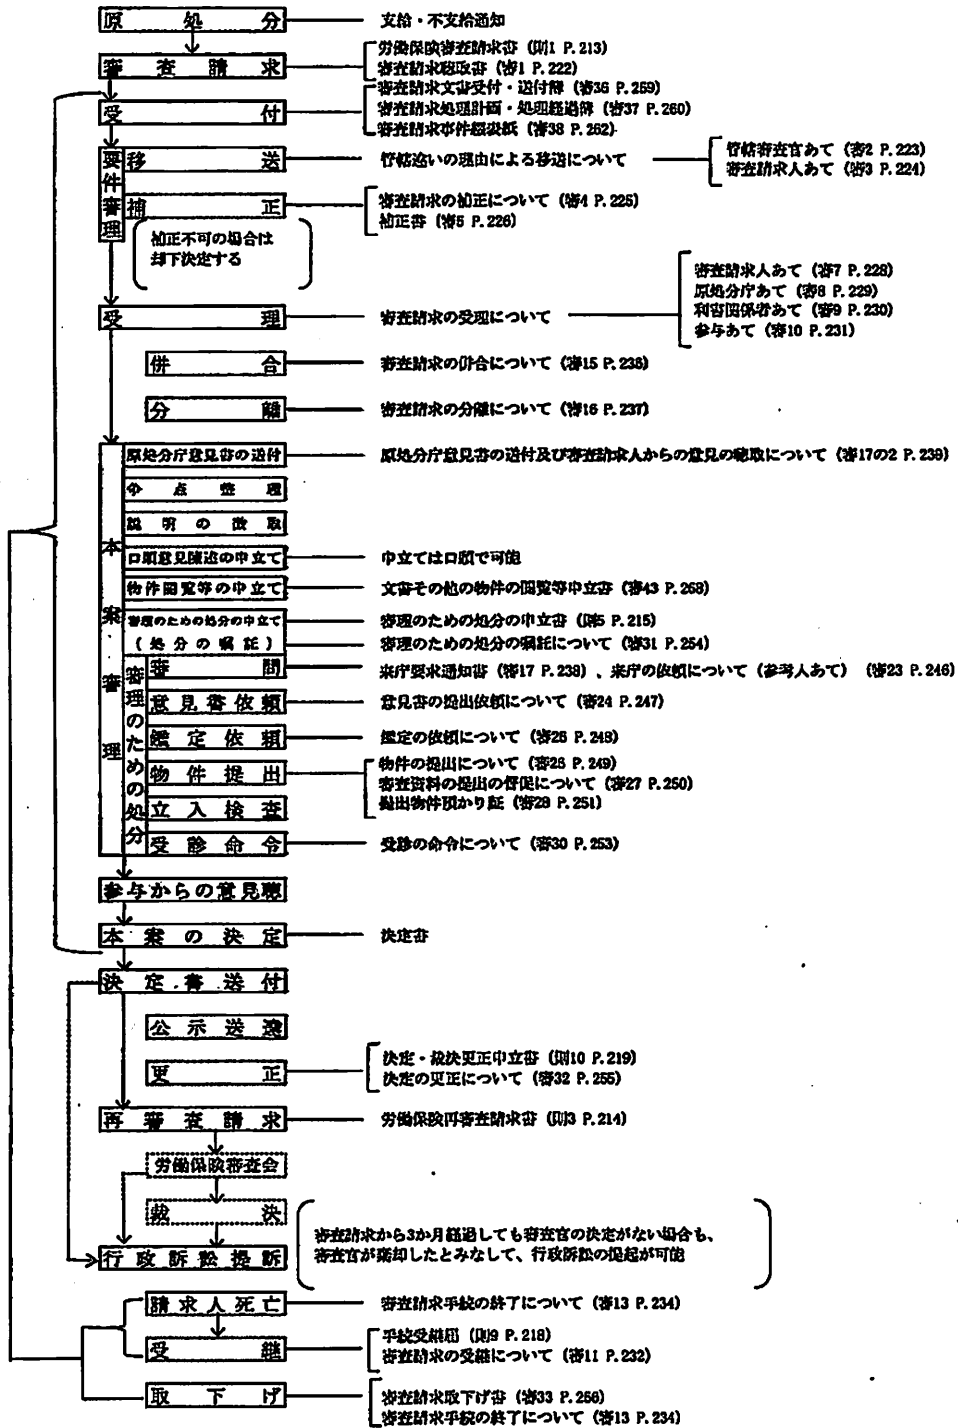 原処分 支給・不支給通知
労働保険審査請求書（則1 P.213）
審査請求
審査請求聴取書（審1 P.222）
審査請求文書受付・送付簿（審36 P.259）
受付 審査請求処理計画・処理経過簿（審37 P.260）
審査請求事件経表紙（審38 P.262）
要件審理
移送 管轄違いの理由による移送について
管轄審査官あて（審2 P.223）
審査請求人あて（審3 P.224）
補正
審査請求の補正について（審4 P.225）
補正書（審5 P.226）
補正不可の場合は
却下決定する
受理 審査請求の受理について
審査請求人あて（審7 P.228）
原処分庁あて（審8 P.229）
利害関係者あて（審9 P.230）
参与あて（審10 P.231）
併合 審査請求の併合について（審15 P.236）
分離 審査請求の分離について（審16 P.237）
本案審理
原処分庁意見書の送付 原処分庁意見書の送付及び審査請求人からの意見の聴取について（審17の2 P.239）
争点整理
説明の徴取
口頭意見陳述の申立て 申立ては口頭で可能
物件閲覧等の申立て 文書その他の物件の閲覧等申立書（審43 P.268）
審理のための処分の申立て 審理のための処分の申立書（則5 P.215）
（処分の嘱託） 審理のための処分の嘱託について（審31 P.254）
審理のための処分
審問 来庁要求通知書（審17 P.238）、来庁の依頼について（参考人あて）（審23 P.246）
意見書依頼 意見書の提出依頼について（審24 P.247）
鑑定依頼 鑑定の依頼について（審25 P.248）
物件提出
物件の提出について（審26 P.249）
審査資料の提出の督促について（審27 P.250）
提出物件預かり証（審28 P.251）
立入検査
受診命令 受診の命令について（審30 P.253）
参与からの意見聴
本案の決定 決定書
決定書送付
公示送達
更正
決定・裁決更正申立書（則10 P.219）
決定の更正について（審32 P.255）
再審査請求 労働保険再審査請求書（則3 P.214）
労働保険審査会
裁決
審査請求から3か月経過しても審査官の決定がない場合も、
審査官が棄却したとみなして、行政訴訟の提起が可能
行政訴訟提訴
請求人死亡 審査請求手続の終了について（審13 P.234）
受継
手続受継届（則9 P.218）
審査請求の受継について（審11 P.232）
取下げ
審査請求取下げ書（審33 P.256）
審査請求手続の終了について（審13 P.234）